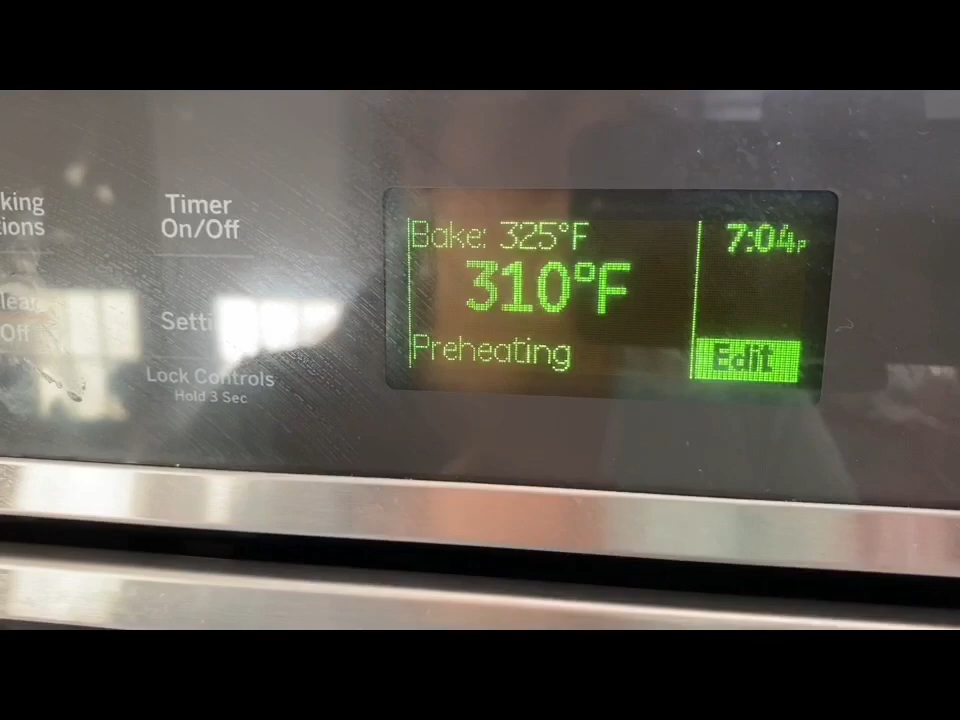 Timer
On/Off
Lock Controls
Hold 3 Sec
Bake: 325°F
310°F
Preheating
7:04P
Edit